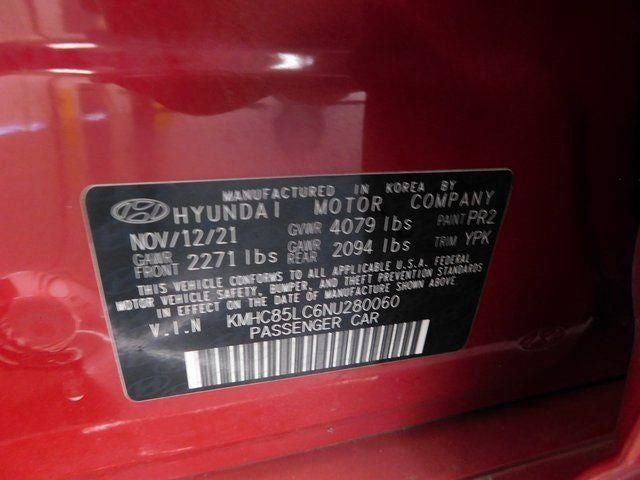 MANUFACTURED IN KOREA BY
HYUNDAI MOTOR COMPANY
NOV/12/21 GVWR 4079 lbs PAINT PR2
GAWR FRONT 2271 lbs GAWR REAR 2094 lbs TRIM YPK
THIS VEHICLE CONFORMS TO ALL APPLICABLE U.S.A. FEDERAL
MOTOR VEHICLE SAFETY, BUMPER, AND THEFT PREVENTION STANDARDS
IN EFFECT ON THE DATE OF MANUFACTURE SHOWN ABOVE.
V.I.N KMHC85LC6NU280060
PASSENGER CAR